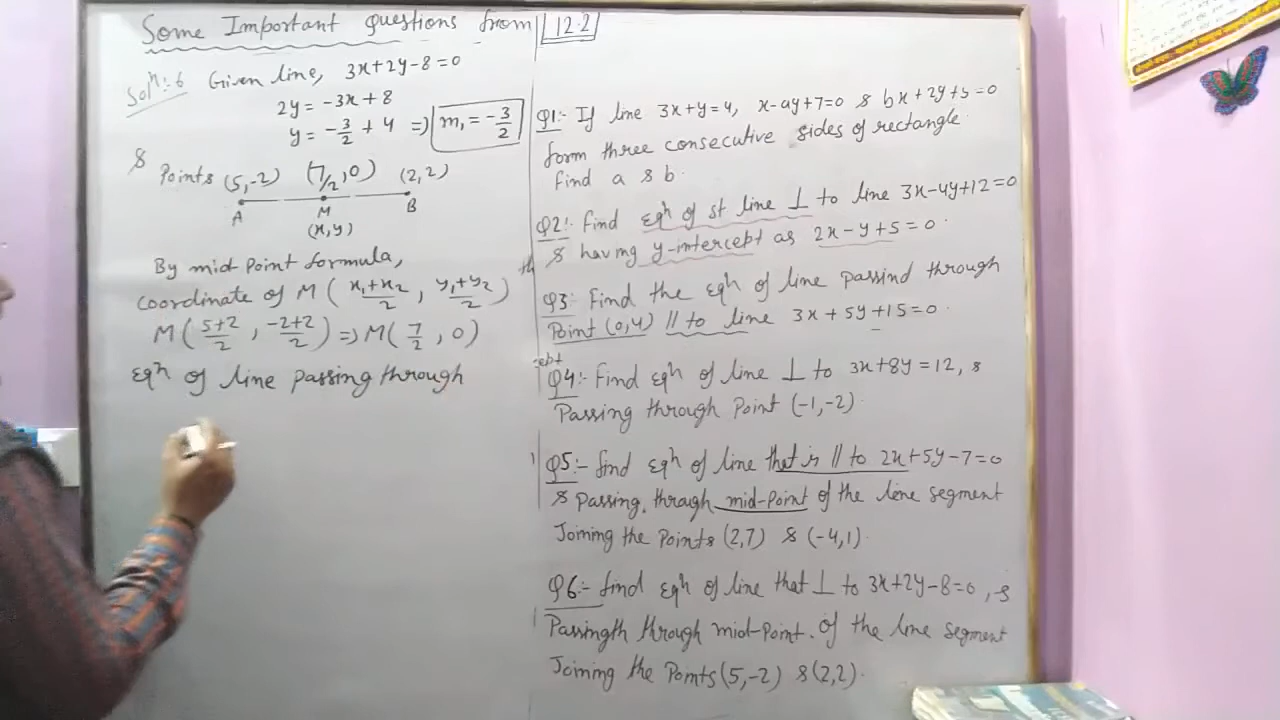 Some Important questions from 12.2
Solⁿ:6 Given line, 3x+2y-8=0
2y = -3x+8
y = -3/2 + 4 => m₁ = -3/2
& Points (5,-2) (7/2, 0) (2,2)
A M B
(x,y)
By mid point formula,
coordinate of M ( x₁+x₂/2 , y₁+y₂/2 )
M( 5+2/2 , -2+2/2 ) => M( 7/2 , 0)
Eqⁿ of line passing through
Q1:- If line 3x+y=4, x-ay+7=0 & bx+2y+5=0
form three consecutive sides of rectangle.
Find a & b.
Q2:- Find eqⁿ of st line ⊥ to line 3x-4y+12=0
& having y-intercept as 2x-y+5=0.
Q3:- Find the eqⁿ of line passind through
Point (0,4) // to line 3x+5y+15=0.
Q4:- Find eqⁿ of line ⊥ to 3x+8y=12, &
Passing through Point (-1,-2).
Q5:- find eqⁿ of line that is // to 2x+5y-7=0
& Passing through mid-Point of the line segment
Joining the Points (2,7) & (-4,1).
Q6:- find eqⁿ of line that ⊥ to 3x+2y-8=0, &
Passingth through mid-Point. of the line segment
Joining the Points (5,-2) & (2,2).